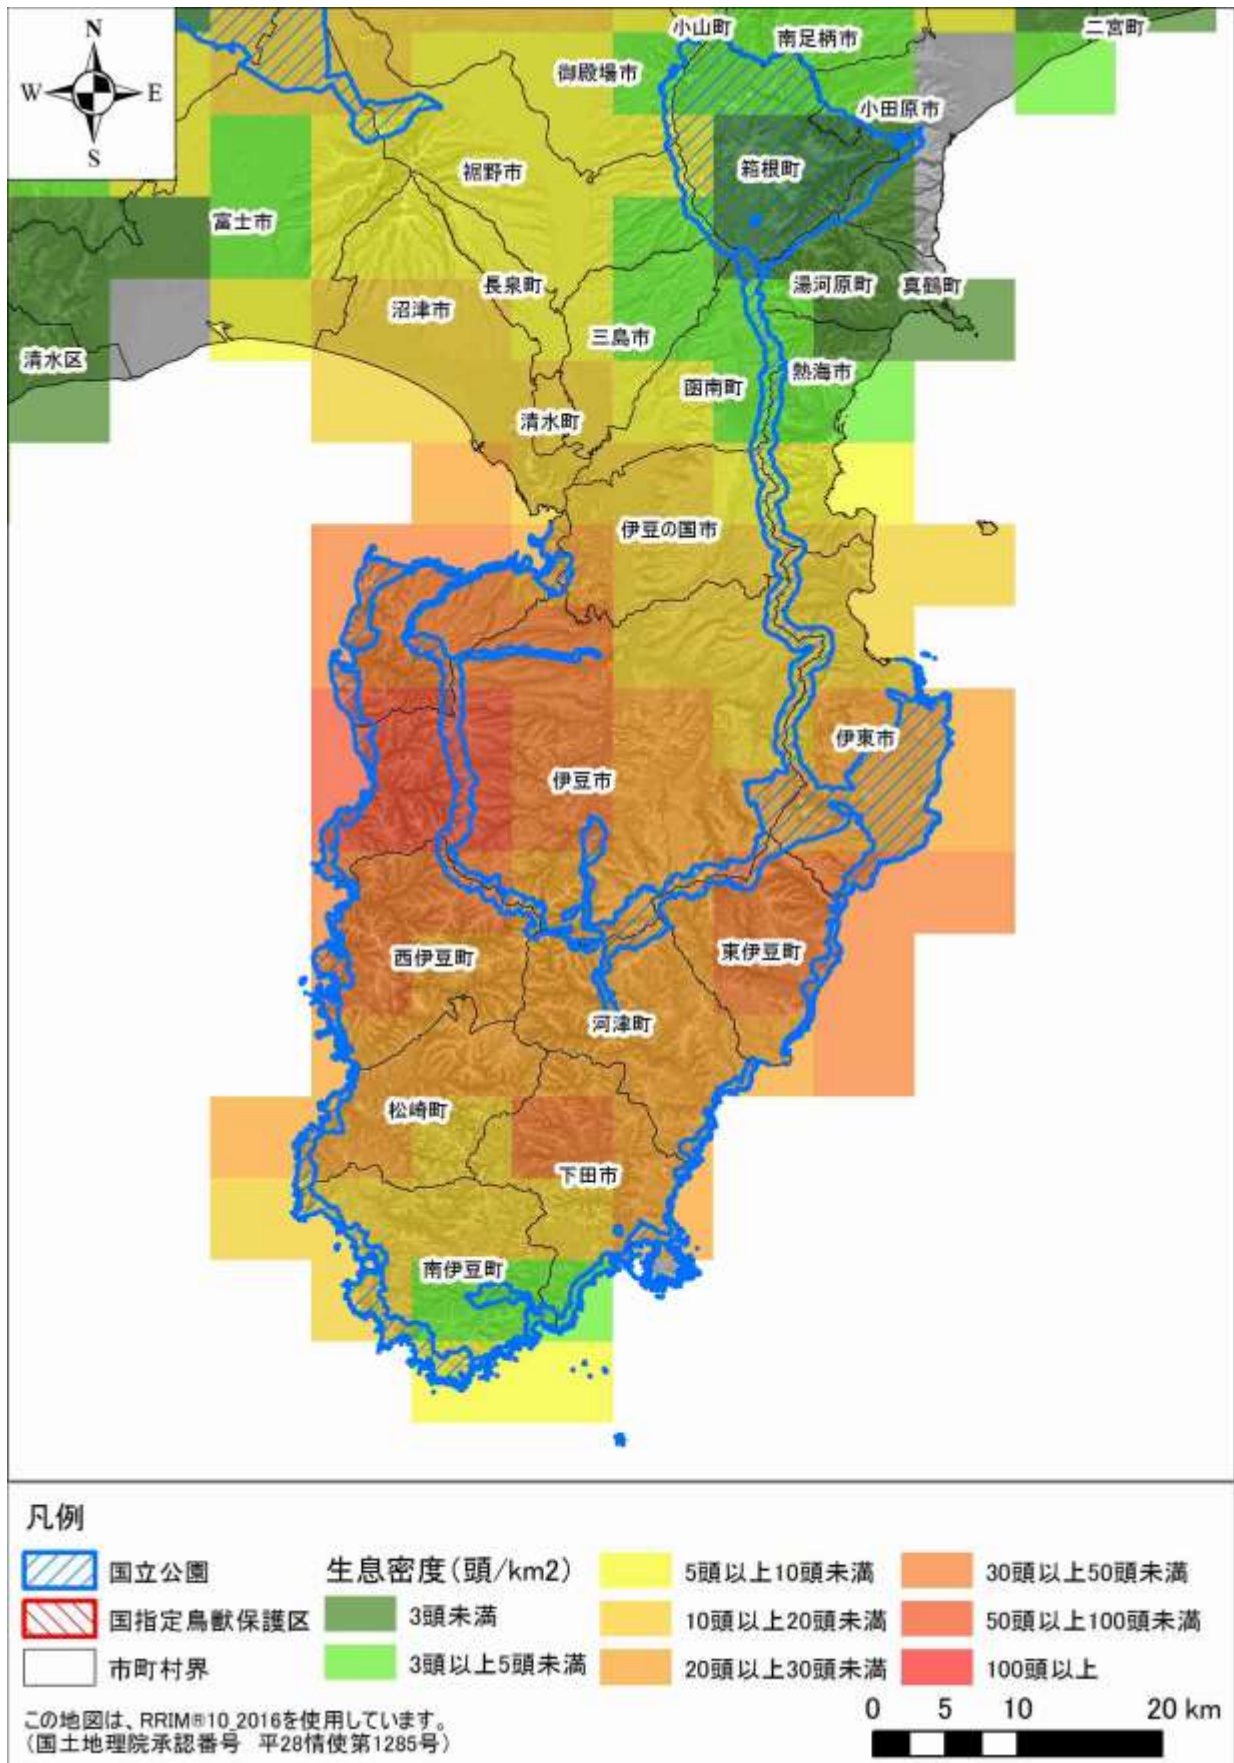 N
W E
S
小山町
二宮町
南足柄市
御殿場市
小田原市
裾野市
箱根町
富士市
長泉町
湯河原町
真鶴町
沼津市
三島市
清水区
熱海市
函南町
清水町
伊豆の国市
伊東市
伊豆市
西伊豆町
東伊豆町
河津町
松崎町
下田市
南伊豆町
凡例
国立公園
国指定鳥獣保護区
市町村界
生息密度(頭/km2)
3頭未満
3頭以上5頭未満
5頭以上10頭未満
10頭以上20頭未満
20頭以上30頭未満
30頭以上50頭未満
50頭以上100頭未満
100頭以上
この地図は、RRIM®10_2016を使用しています。
(国土地理院承認番号 平28情使第1285号)
0 5 10 20 km